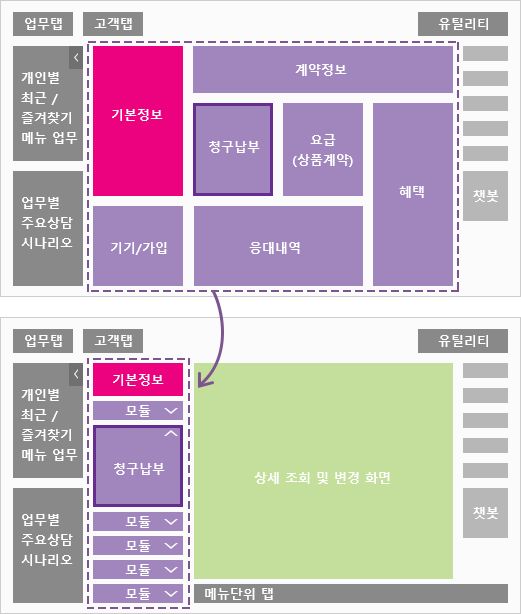 업무탭
고객탭
유틸리티
개인별
최근 /
즐겨찾기
메뉴 업무
기본정보
계약정보
청구납부
요급
(상품계약)
혜택
업무별
주요상담
시나리오
기기/가입
응대내역
챗봇
업무탭
고객탭
유틸리티
개인별
최근 /
즐겨찾기
메뉴 업무
기본정보
모듈
청구납부
상세 조회 및 변경 화면
업무별
주요상담
시나리오
모듈
모듈
모듈
모듈
챗봇
메뉴단위 탭